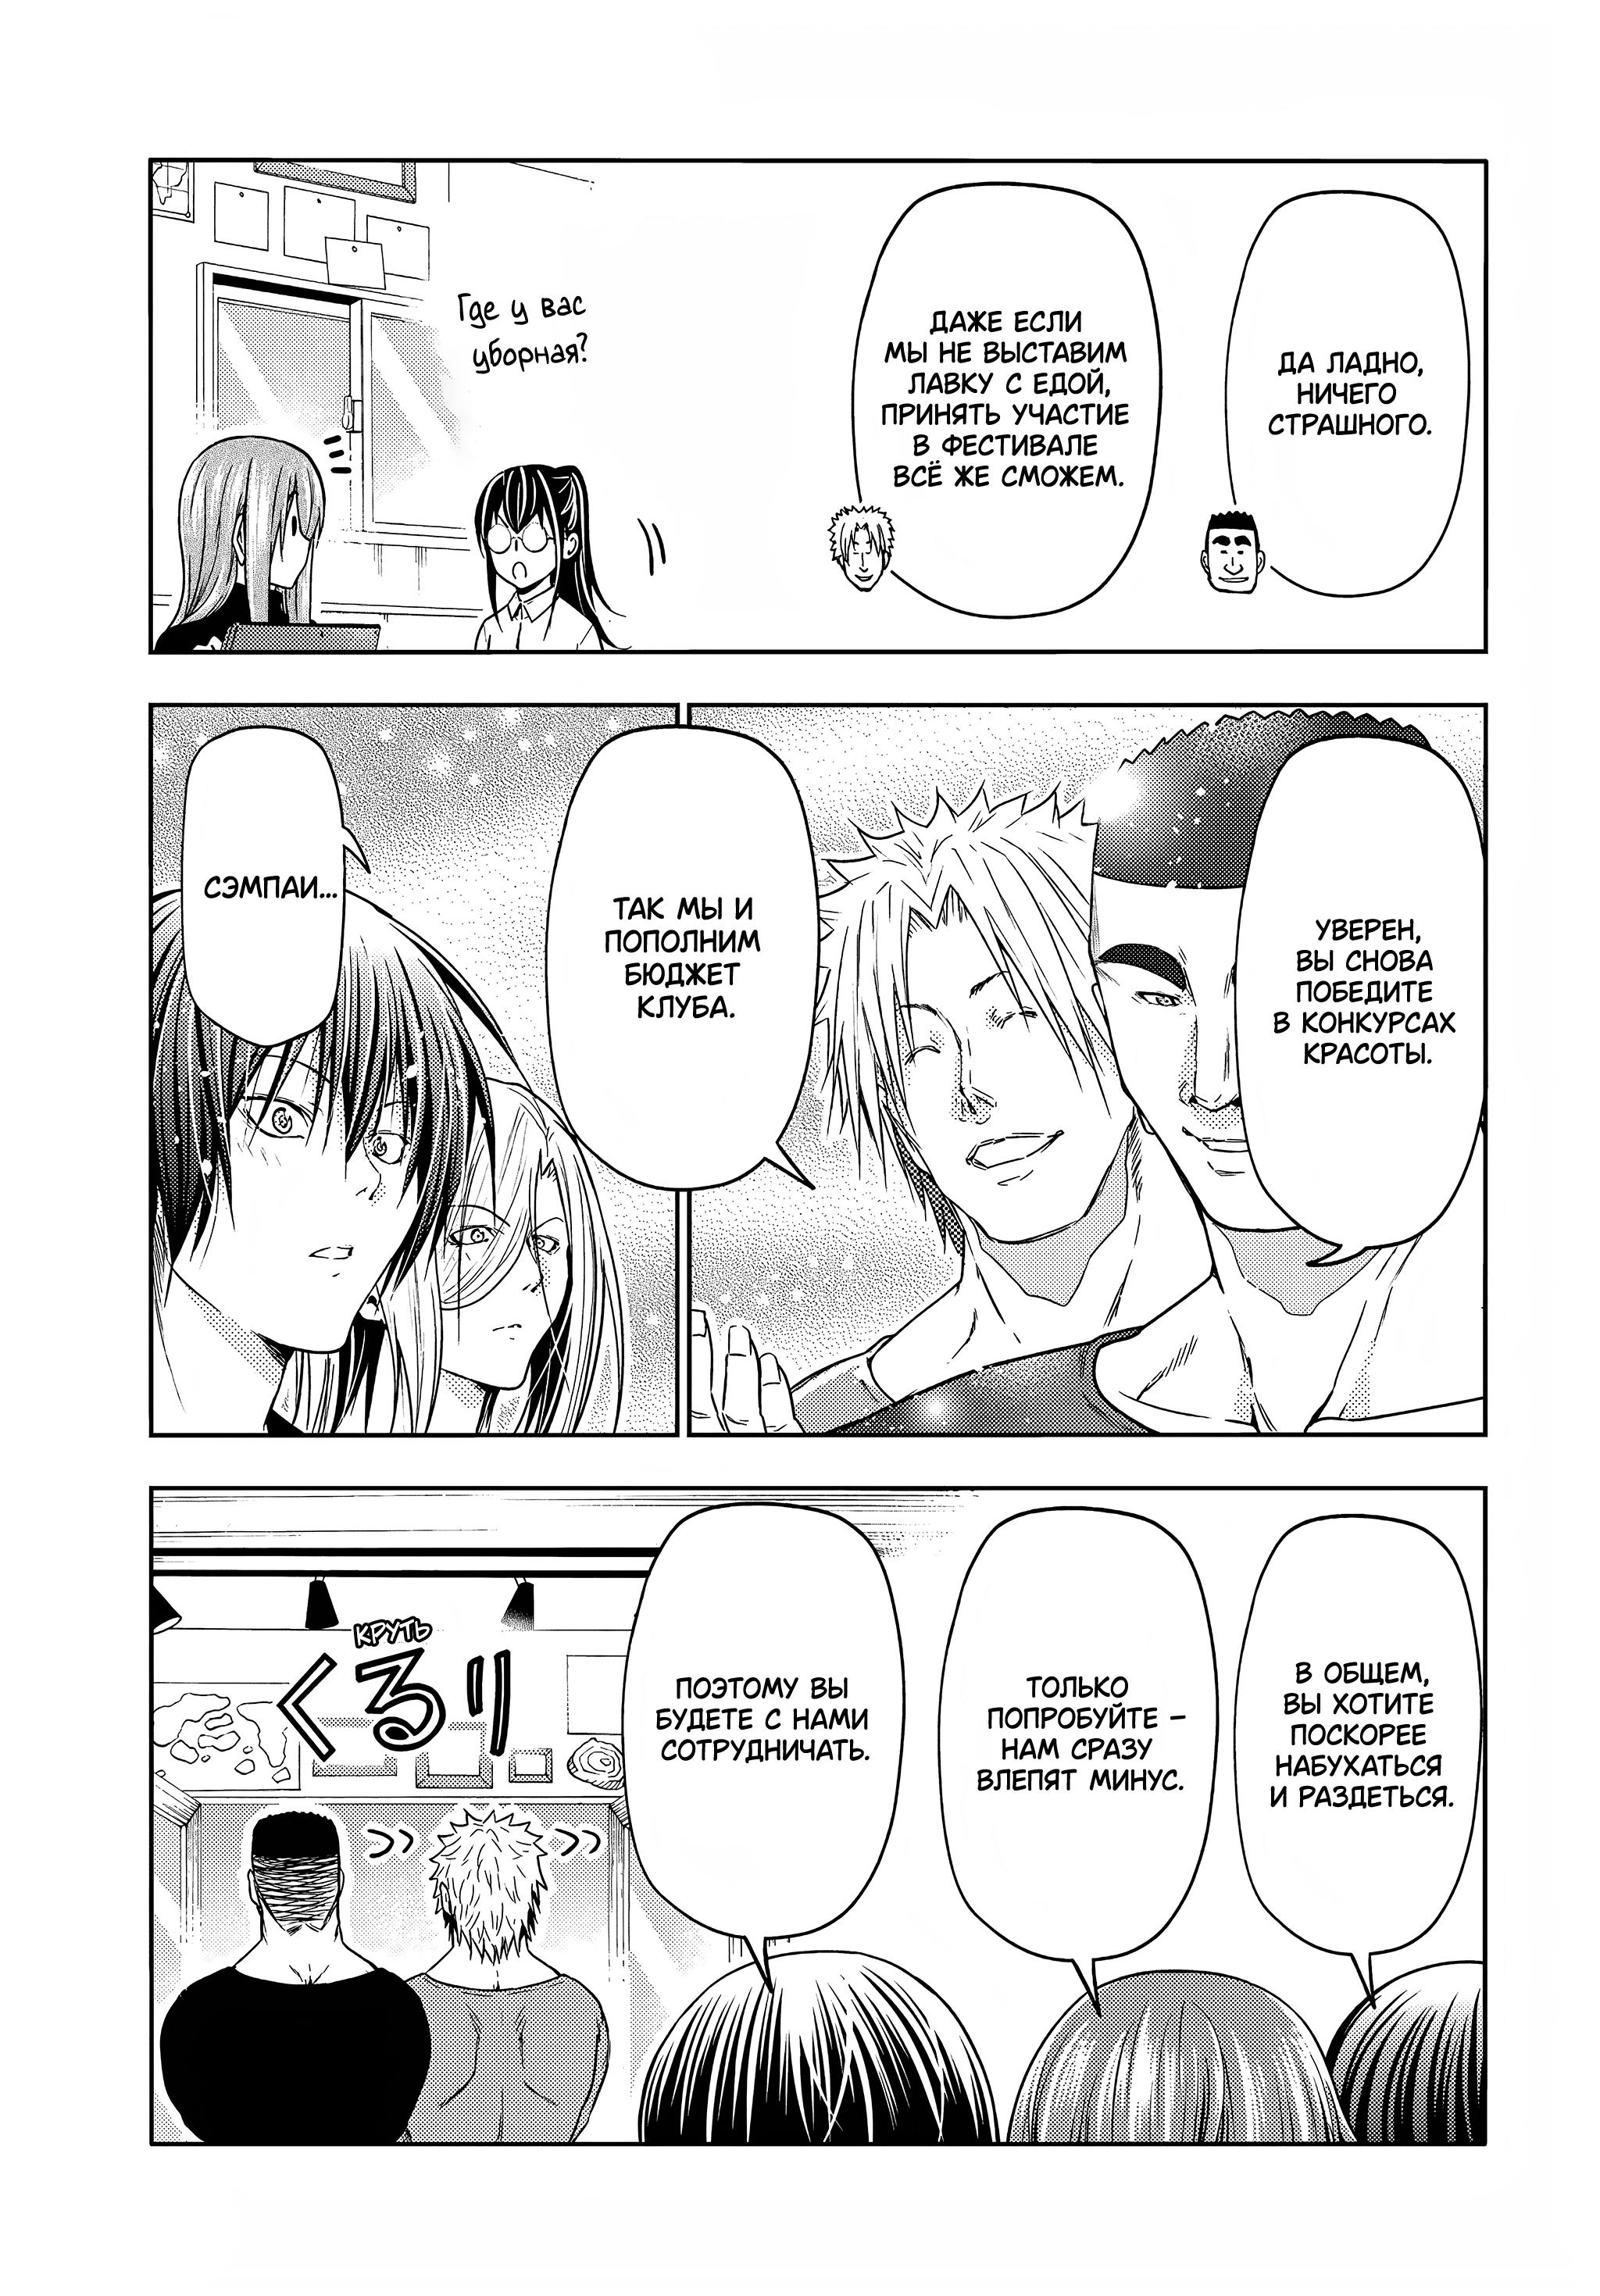 ДА ЛАДНО,
НИЧЕГО
СТРАШНОГО.
ДАЖЕ ЕСЛИ
МЫ НЕ ВЫСТАВИМ
ЛАВКУ С ЕДОЙ,
ПРИНЯТЬ УЧАСТИЕ
В ФЕСТИВАЛЕ
ВСЁ ЖЕ СМОЖЕМ.
Где у вас
уборная?
УВЕРЕН,
ВЫ СНОВА
ПОБЕДИТЕ
В КОНКУРСАХ
КРАСОТЫ.
ТАК МЫ И
ПОПОЛНИМ
БЮДЖЕТ
КЛУБА.
СЭМПАИ...
В ОБЩЕМ,
ВЫ ХОТИТЕ
ПОСКОРЕЕ
НАБУХАТЬСЯ
И РАЗДЕТЬСЯ.
ТОЛЬКО
ПОПРОБУЙТЕ –
НАМ СРАЗУ
ВЛЕПЯТ МИНУС.
ПОЭТОМУ ВЫ
БУДЕТЕ С НАМИ
СОТРУДНИЧАТЬ.
КРУТЬ
くるり